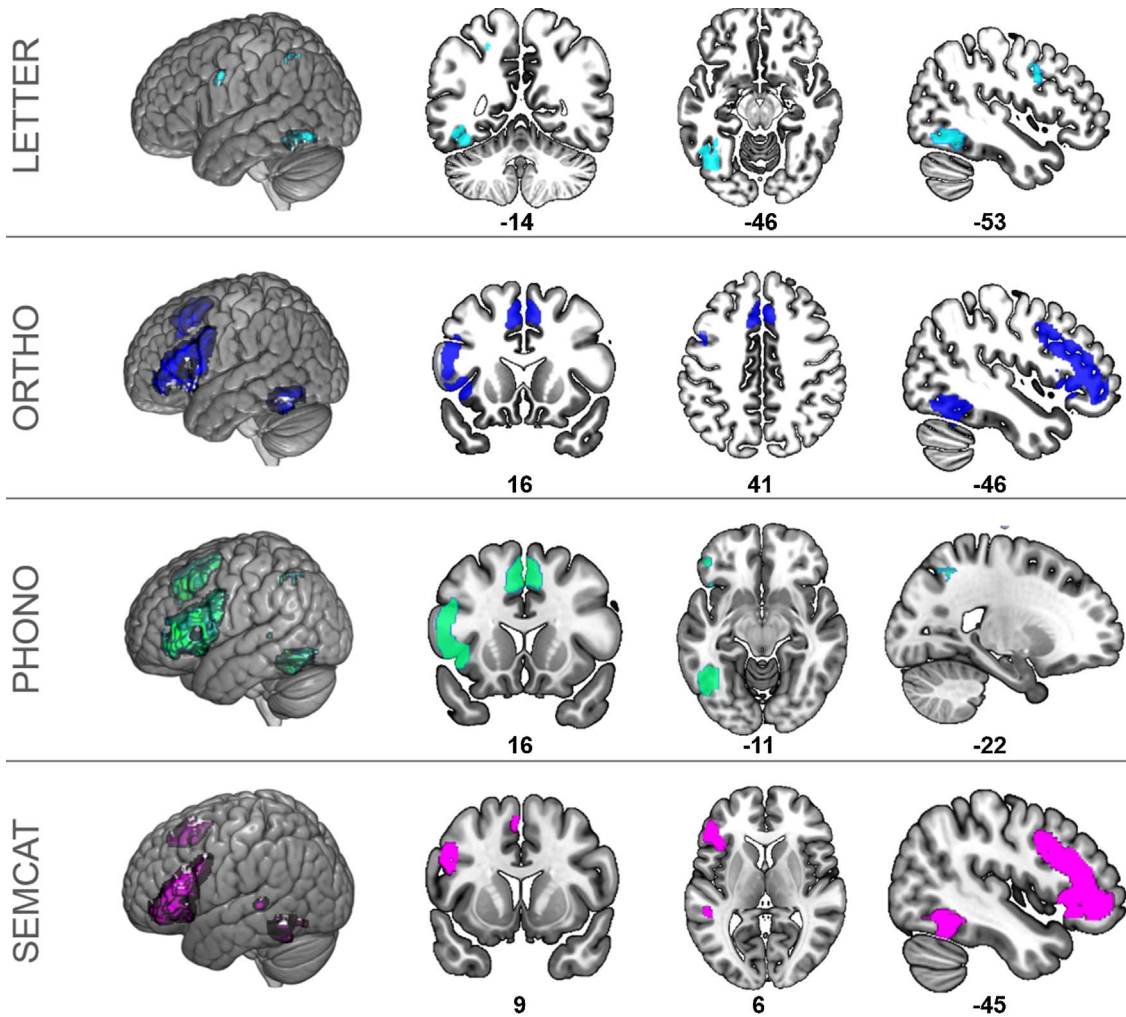 LETTER
-14 -46 -53
ORTHO
16 41 -46
PHONO
16 -11 -22
SEMCAT
9 6 -45